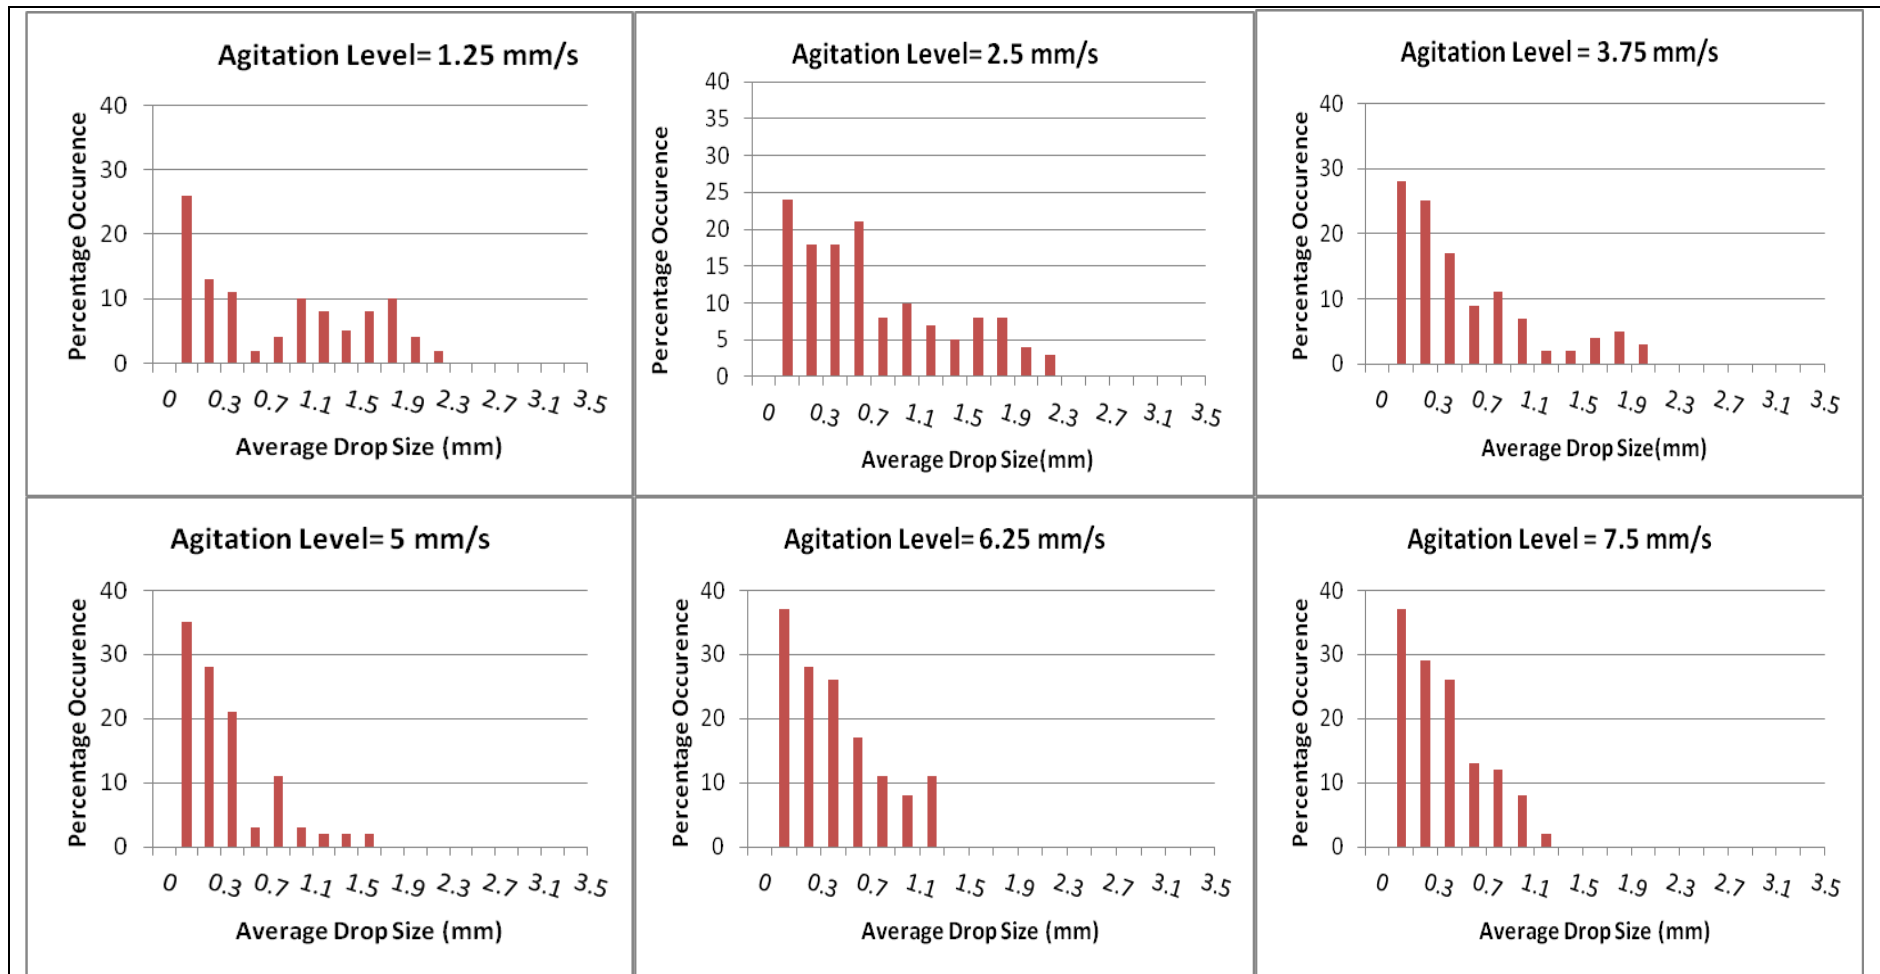 Agitation Level= 1.25 mm/s
Percentage Occurence
40
30
20
10
0
0 0.3 0.7 1.1 1.5 1.9 2.3 2.7 3.1 3.5
Average Drop Size (mm)
Agitation Level= 2.5 mm/s
Percentage Occurence
40
35
30
25
20
15
10
5
0
0 0.3 0.7 1.1 1.5 1.9 2.3 2.7 3.1 3.5
Average Drop Size(mm)
Agitation Level = 3.75 mm/s
Percentage Occurence
40
30
20
10
0
0 0.3 0.7 1.1 1.5 1.9 2.3 2.7 3.1 3.5
Average Drop Size(mm)
Agitation Level= 5 mm/s
Percentage Occurence
40
30
20
10
0
0 0.3 0.7 1.1 1.5 1.9 2.3 2.7 3.1 3.5
Average Drop Size (mm)
Agitation Level= 6.25 mm/s
Percentage Occurence
40
30
20
10
0
0 0.3 0.7 1.1 1.5 1.9 2.3 2.7 3.1 3.5
Average Drop Size (mm)
Agitation Level = 7.5 mm/s
Percentage Occurence
40
30
20
10
0
0 0.3 0.7 1.1 1.5 1.9 2.3 2.7 3.1 3.5
Average Drop Size (mm)